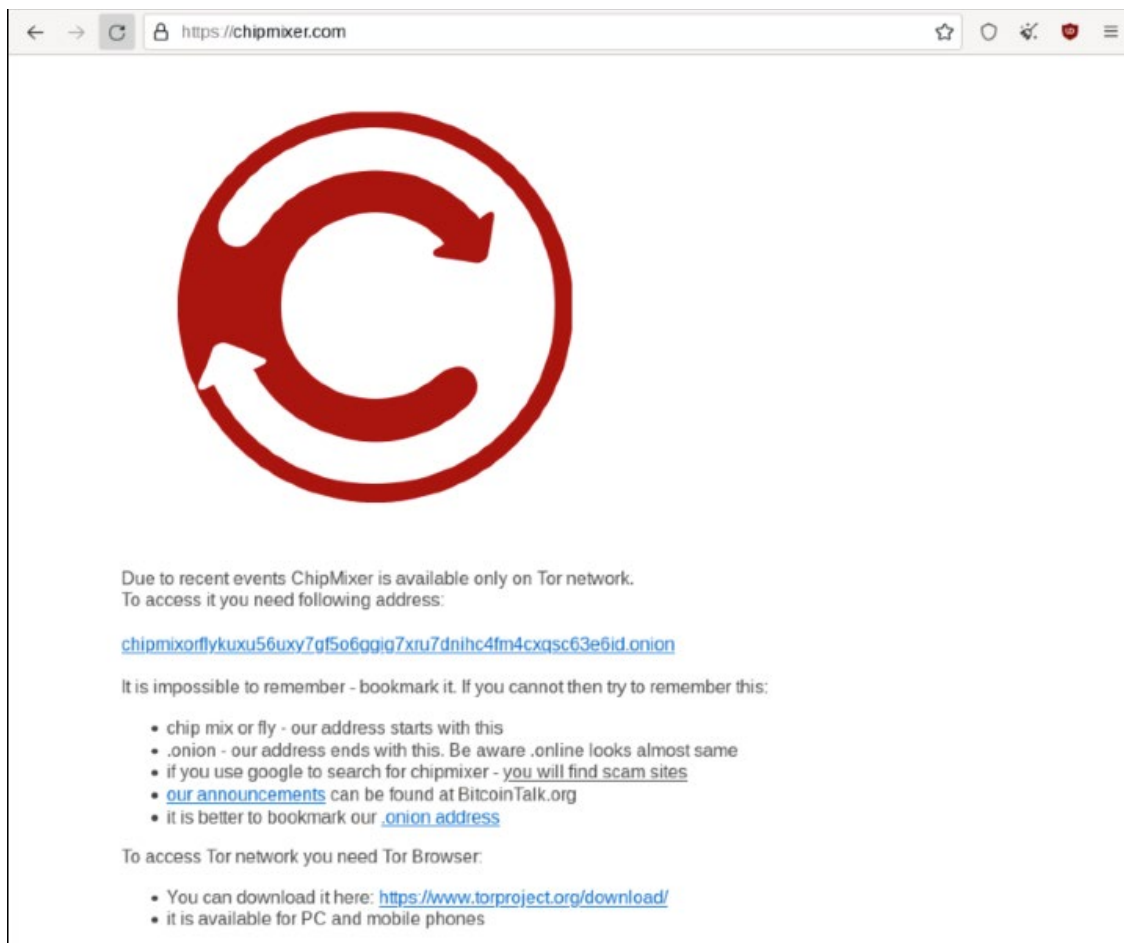 https://chipmixer.com
Due to recent events ChipMixer is available only on Tor network.
To access it you need following address:
chipmixorflykuxu56uxy7gf5o6ggig7xru7dnihc4fm4cxqsc63e6id.onion
It is impossible to remember - bookmark it. If you cannot then try to remember this:
• chip mix or fly - our address starts with this
• .onion - our address ends with this. Be aware .online looks almost same
• if you use google to search for chipmixer - you will find scam sites
• our announcements can be found at BitcoinTalk.org
• it is better to bookmark our .onion address
To access Tor network you need Tor Browser:
• You can download it here: https://www.torproject.org/download/
• it is available for PC and mobile phones